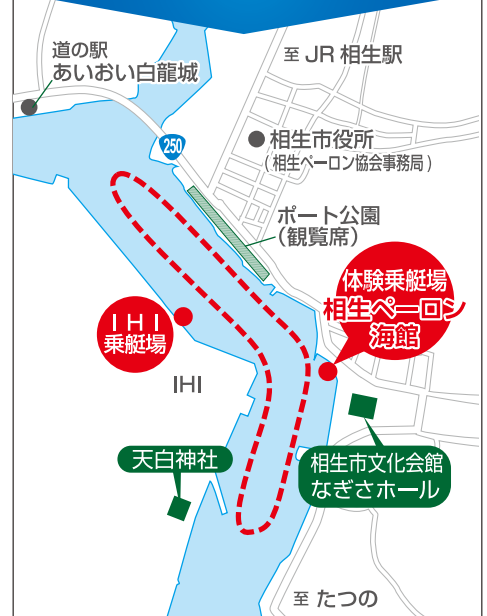 道の駅
あいおい白龍城
至 JR 相生駅
250
相生市役所
(相生ペーロン協会事務局)
ポート公園
(観覧席)
体験乗艇場
相生ペーロン
海館
IHI
乗艇場
IHI
天白神社
相生市文化会館
なぎさホール
至 たつの